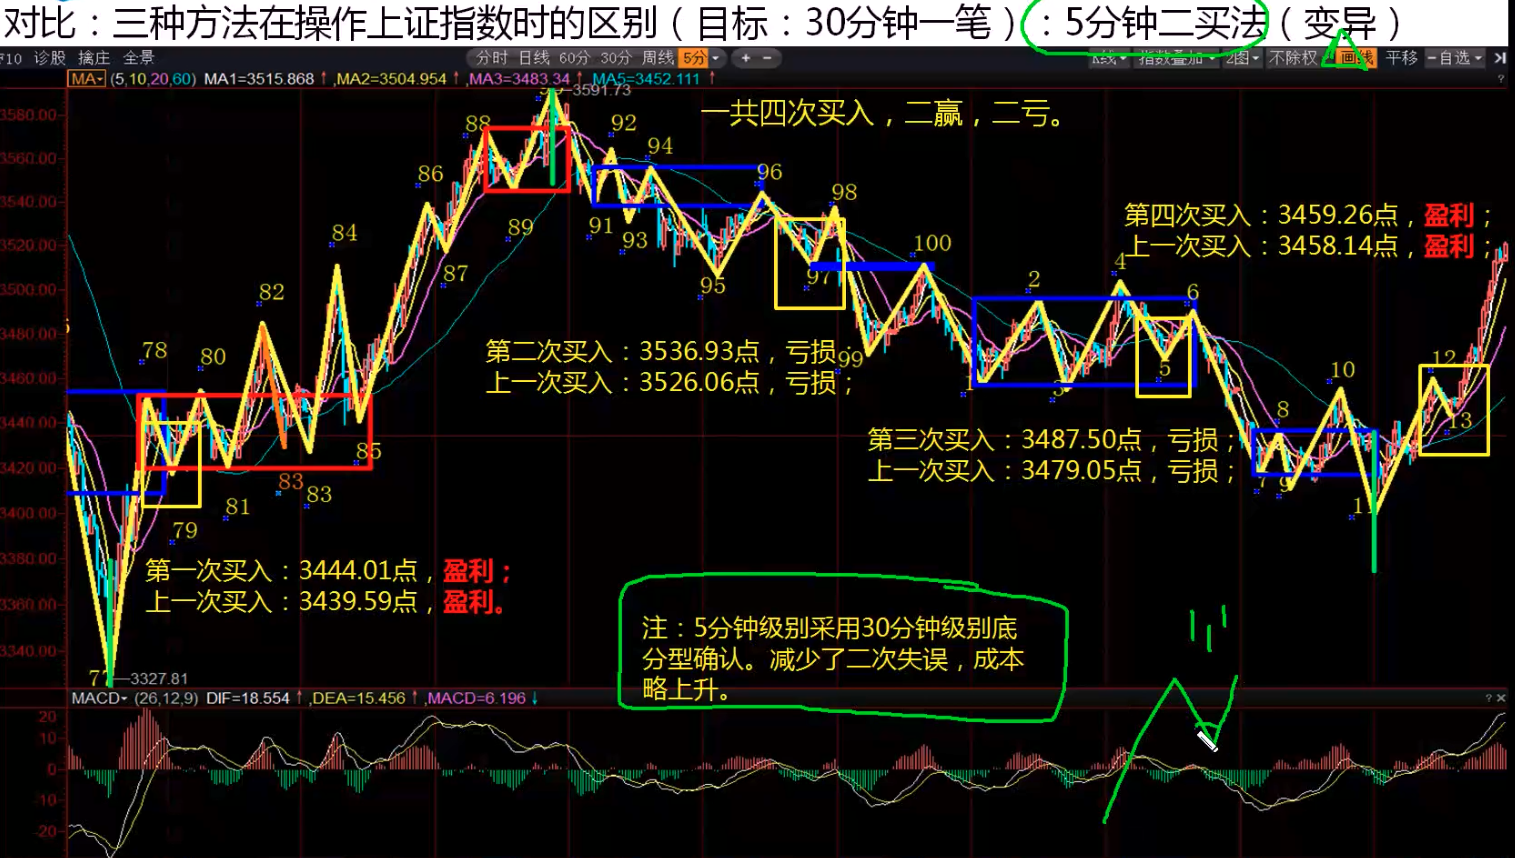 对比：三种方法在操作上证指数时的区别（目标：30分钟一笔）：5分钟二买法（变异）
F10 诊股 擒庄 全景 分时 日线 60分 30分 周线 5分 + − K线 指数叠加 2图 不除权 画线 平移 自选
MA (5,10,20,60) MA1=3515.868↑,MA2=3504.954↑,MA3=3483.34↑,MA5=3452.111↑
3591.73
一共四次买入，二赢，二亏。
3580.00
3560.00
3540.00
3520.00
3500.00
3480.00
3460.00
3440.00
3420.00
3400.00
3380.00
3360.00
3340.00
88 92 94
86 96 98
84 89 91 93 100
82 87 95 97 2 4 6
78 80 99 1 5
85 8 10 12
83 83 7 9 13
81
79
第四次买入：3459.26点，盈利；
上一次买入：3458.14点，盈利；
第二次买入：3536.93点，亏损；
上一次买入：3526.06点，亏损；
第三次买入：3487.50点，亏损；
上一次买入：3479.05点，亏损；
第一次买入：3444.01点，盈利；
上一次买入：3439.59点，盈利。
注：5分钟级别采用30分钟级别底
分型确认。减少了二次失误，成本
略上升。
3327.81
MACD (26,12,9) DIF=18.554↑,DEA=15.456↑,MACD=6.196↓
20
10
0
-10
-20